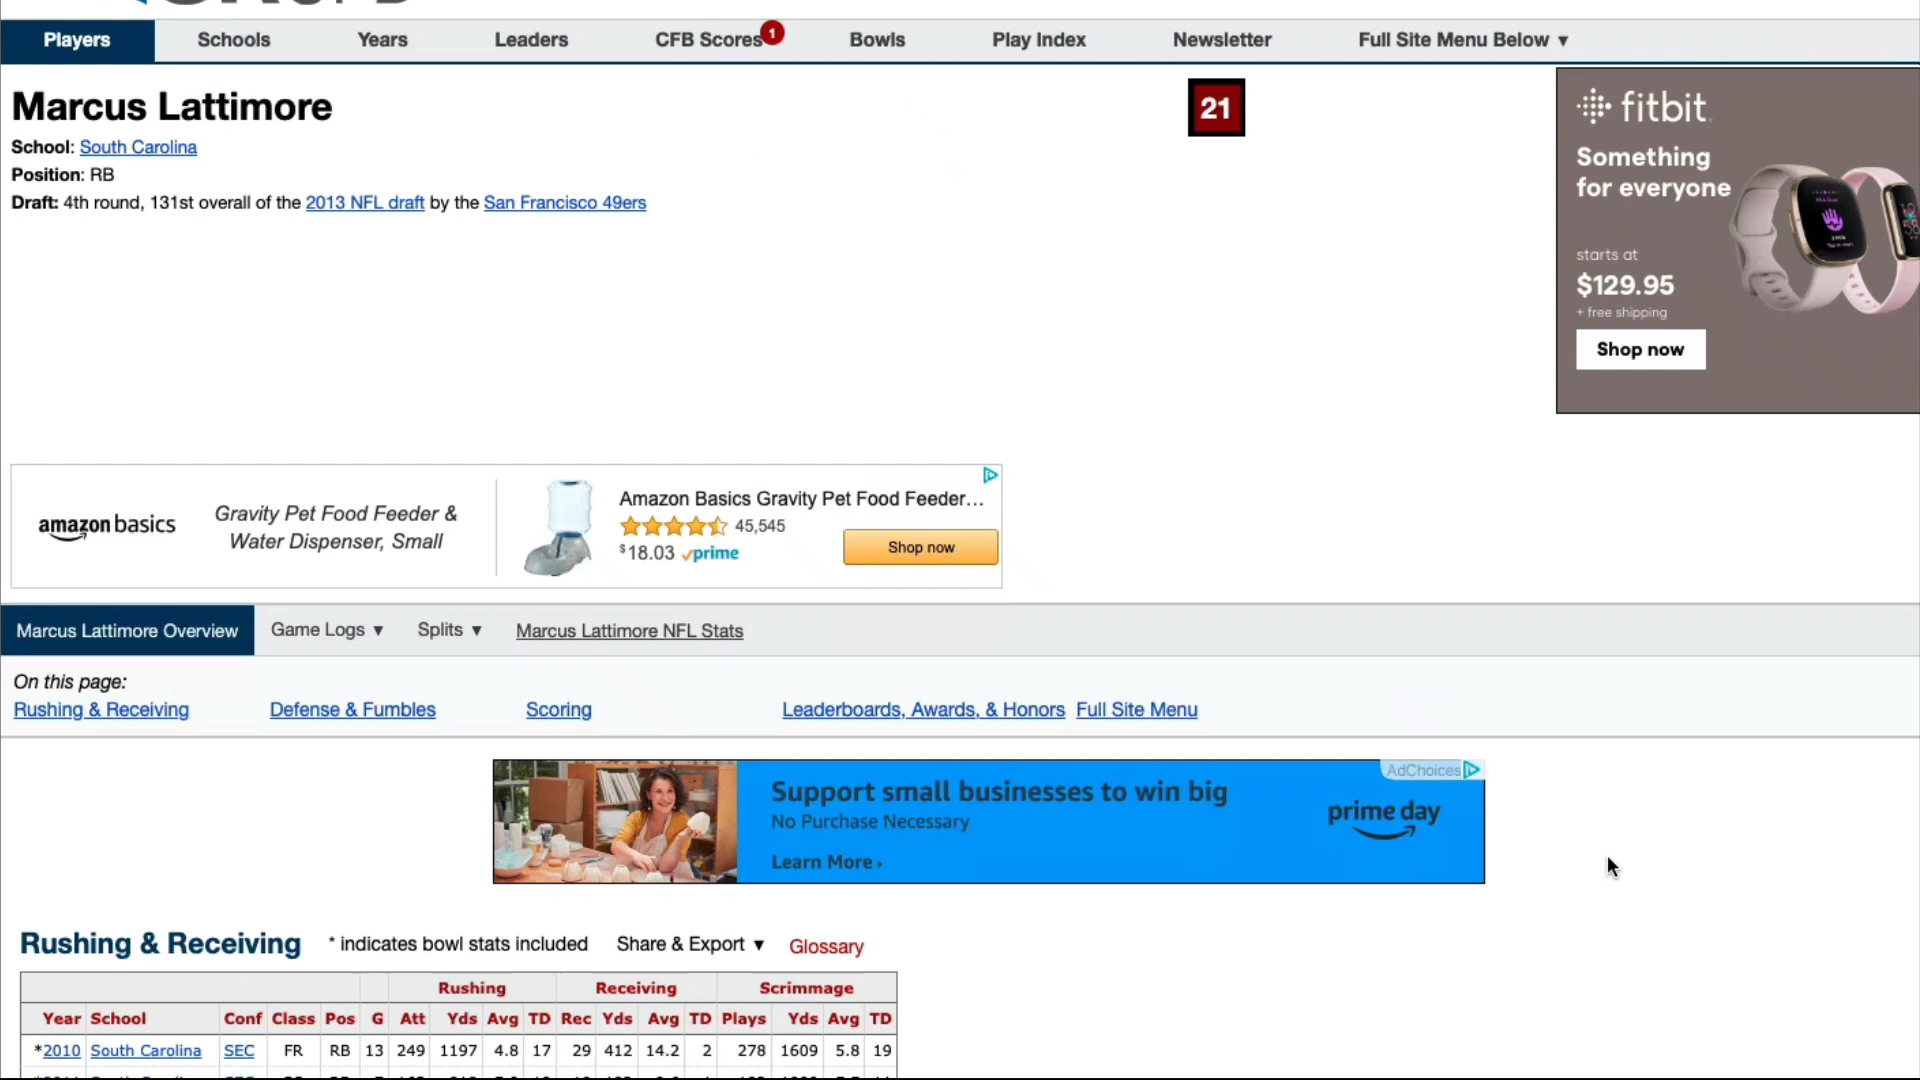 Players Schools Years Leaders CFB Scores 1 Bowls Play Index Newsletter Full Site Menu Below ▼
Marcus Lattimore
21
School: South Carolina
Position: RB
Draft: 4th round, 131st overall of the 2013 NFL draft by the San Francisco 49ers
fitbit
Something
for everyone
starts at
$129.95
+ free shipping
Shop now
amazon basics
Gravity Pet Food Feeder &
Water Dispenser, Small
Amazon Basics Gravity Pet Food Feeder...
45,545
$18.03 prime
Shop now
Marcus Lattimore Overview Game Logs ▼ Splits ▼ Marcus Lattimore NFL Stats
On this page:
Rushing & Receiving Defense & Fumbles Scoring Leaderboards, Awards, & Honors Full Site Menu
AdChoices
Support small businesses to win big
No Purchase Necessary
Learn More ›
prime day
Rushing & Receiving * indicates bowl stats included Share & Export ▼ Glossary
Rushing Receiving Scrimmage
Year School Conf Class Pos G Att Yds Avg TD Rec Yds Avg TD Plays Yds Avg TD
*2010 South Carolina SEC FR RB 13 249 1197 4.8 17 29 412 14.2 2 278 1609 5.8 19